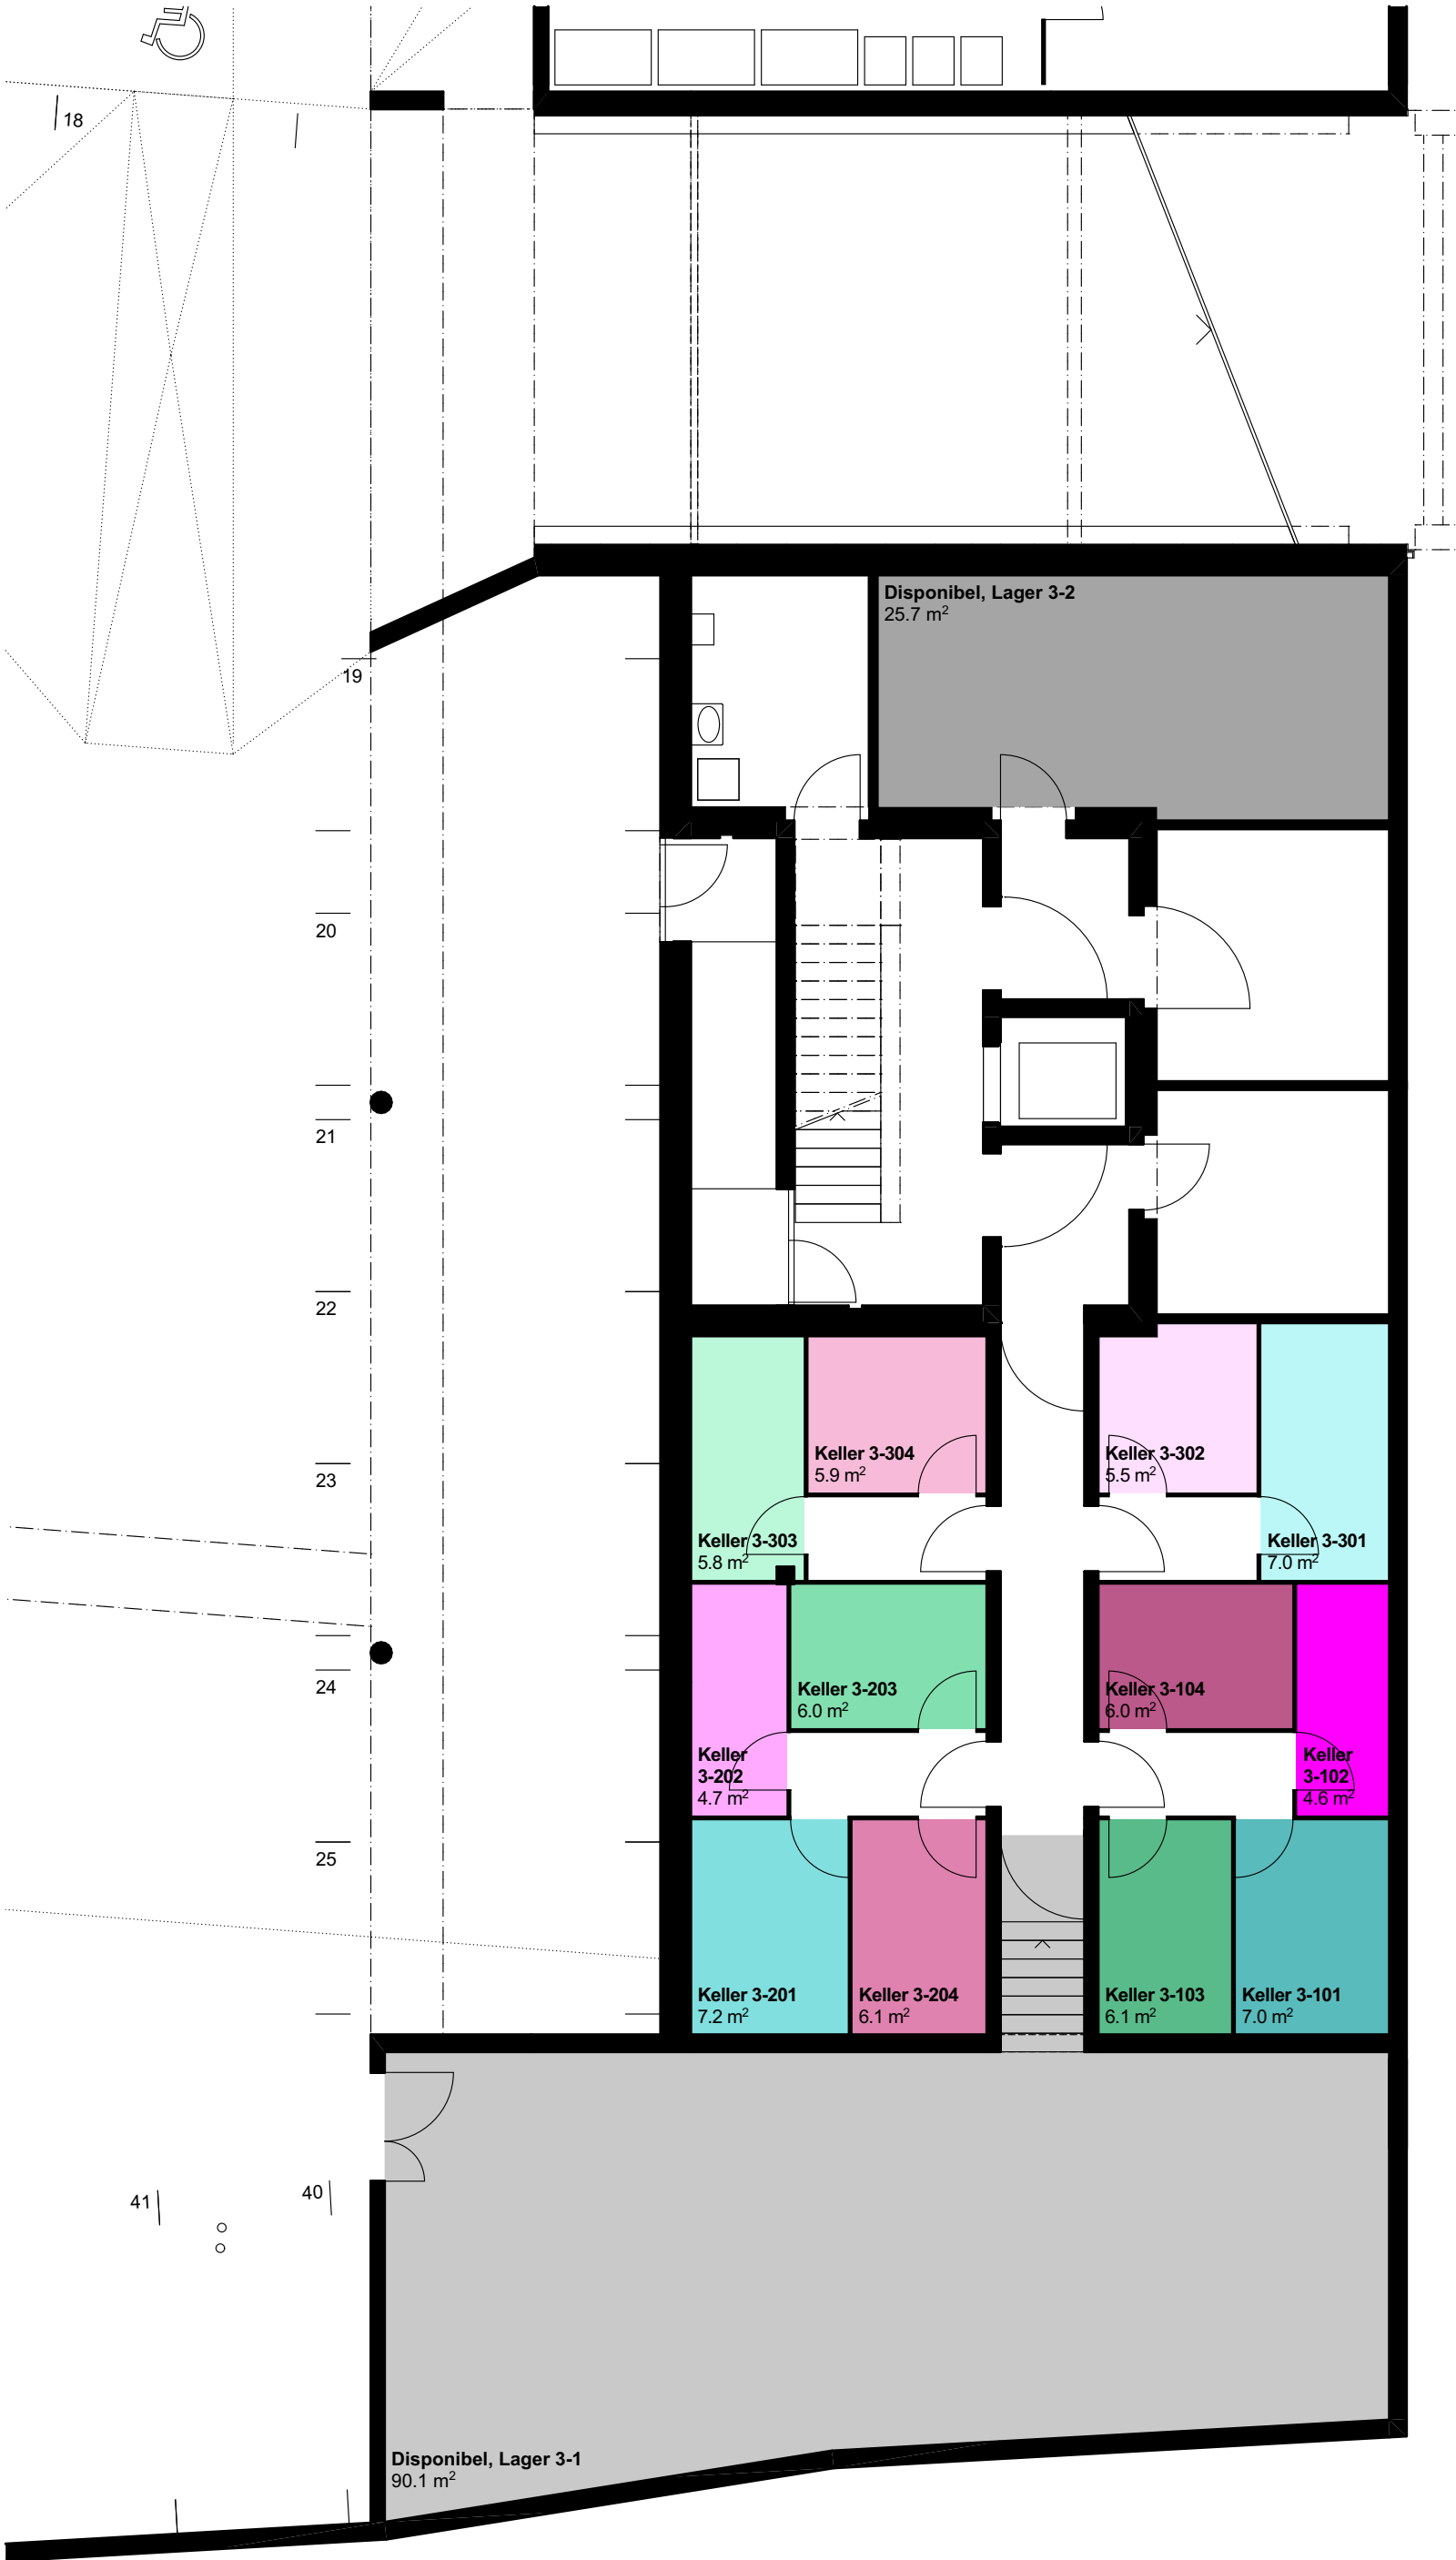 18
Disponibel, Lager 3-2
25.7 m²
19
20
21
22
23
Keller 3-304
5.9 m²
Keller 3-302
5.5 m²
Keller 3-303
5.8 m²
Keller 3-301
7.0 m²
24
Keller 3-203
6.0 m²
Keller 3-104
6.0 m²
Keller
3-202
4.7 m²
Keller
3-102
4.6 m²
25
Keller 3-201
7.2 m²
Keller 3-204
6.1 m²
Keller 3-103
6.1 m²
Keller 3-101
7.0 m²
41
40
Disponibel, Lager 3-1
90.1 m²